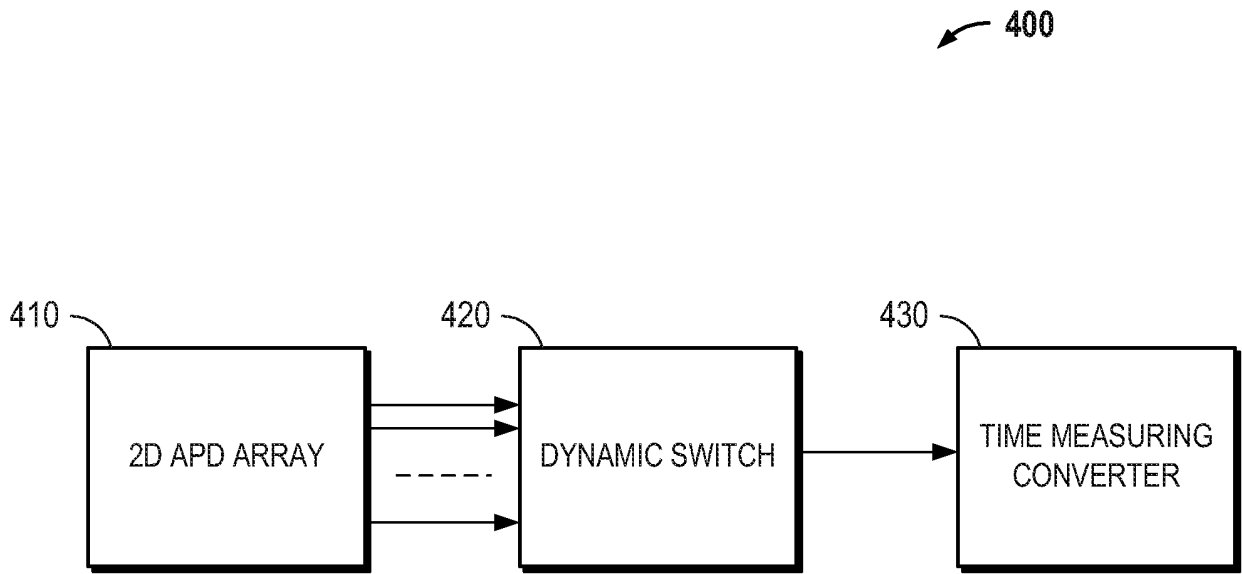 400
410
420
430
2D APD ARRAY
DYNAMIC SWITCH
TIME MEASURING
CONVERTER